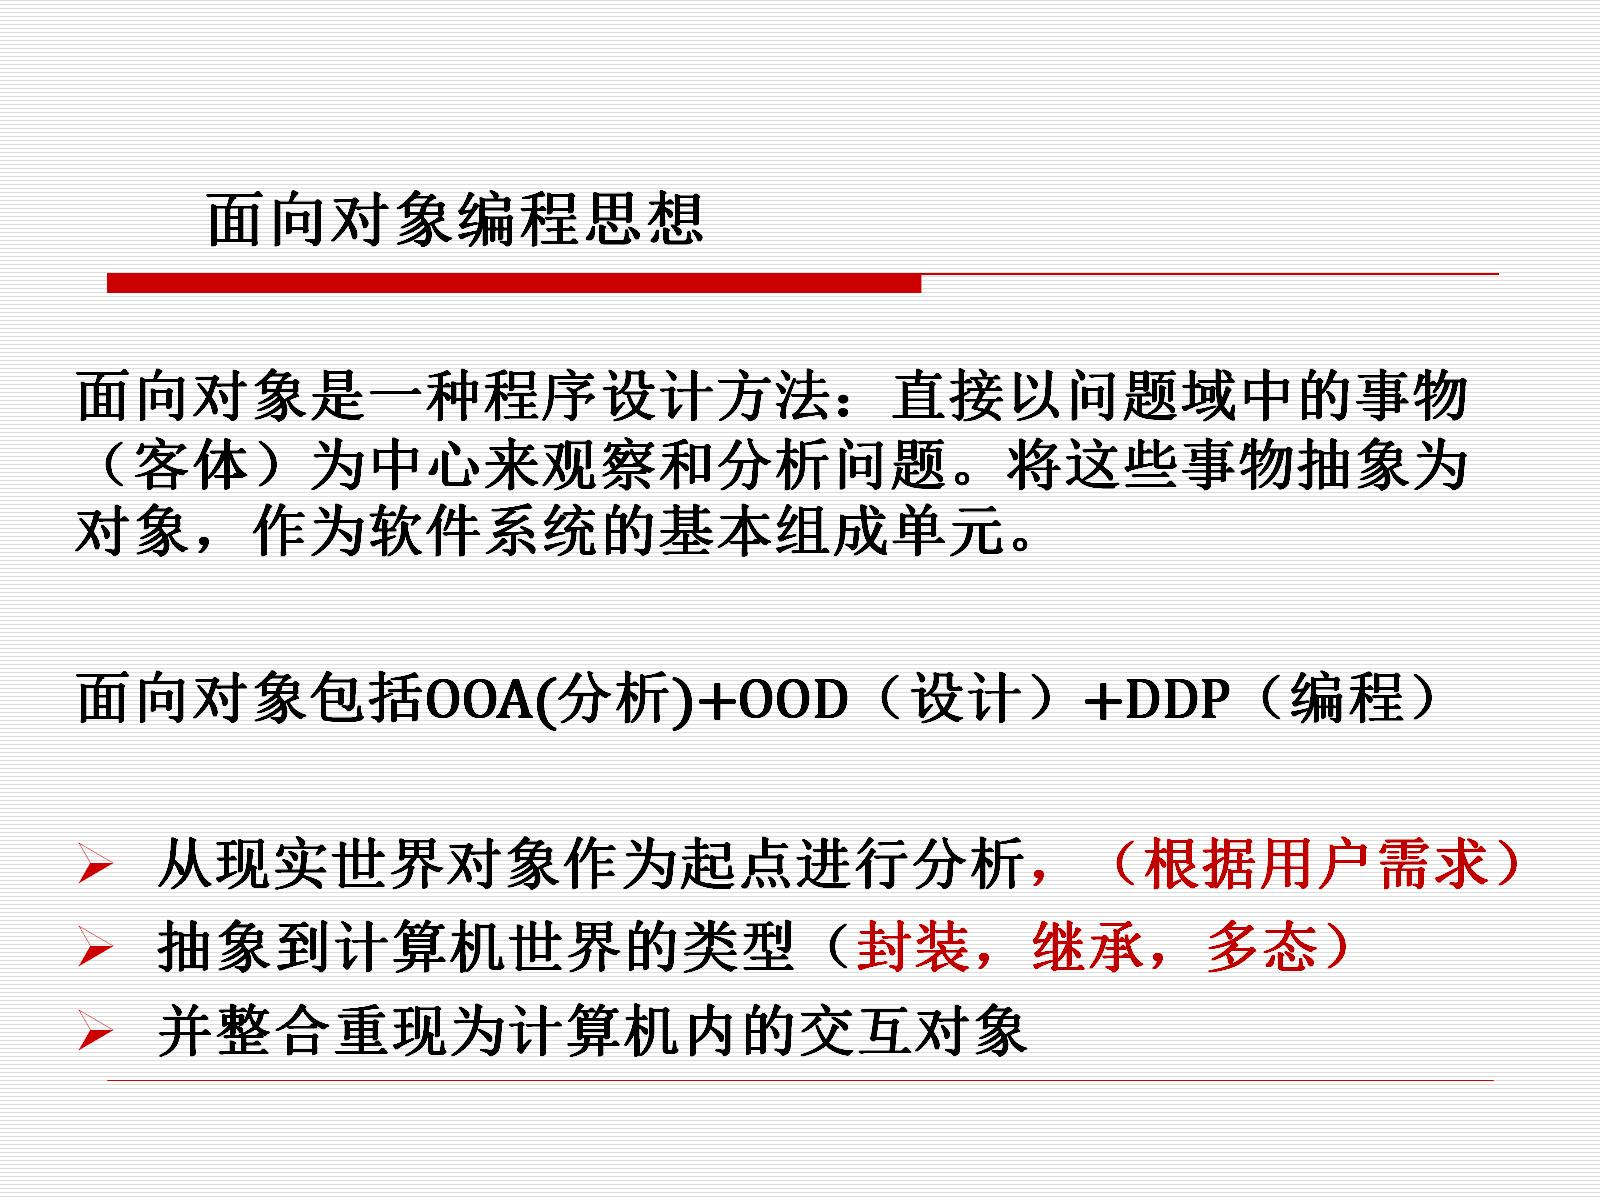 面向对象编程思想
面向对象是一种程序设计方法：直接以问题域中的事物
（客体）为中心来观察和分析问题。将这些事物抽象为
对象，作为软件系统的基本组成单元。
面向对象包括OOA(分析)+OOD（设计）+DDP（编程）
从现实世界对象作为起点进行分析，（根据用户需求）
抽象到计算机世界的类型（封装，继承，多态）
并整合重现为计算机内的交互对象